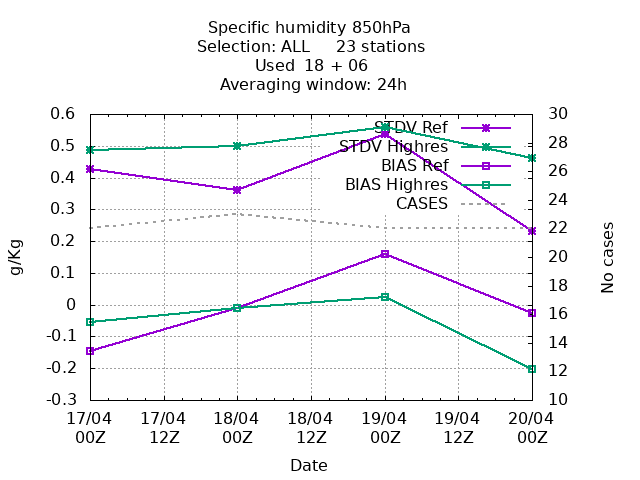 Specific humidity 850hPa
Selection: ALL     23 stations
Used  18 + 06
Averaging window: 24h
0.6
0.5
0.4
0.3
0.2
0.1
0
-0.1
-0.2
-0.3
g/Kg
STDV Ref
STDV Highres
BIAS Ref
BIAS Highres
CASES
30
28
26
24
22
20
18
16
14
12
10
No cases
17/04 17/04 18/04 18/04 19/04 19/04 20/04
00Z 12Z 00Z 12Z 00Z 12Z 00Z
Date